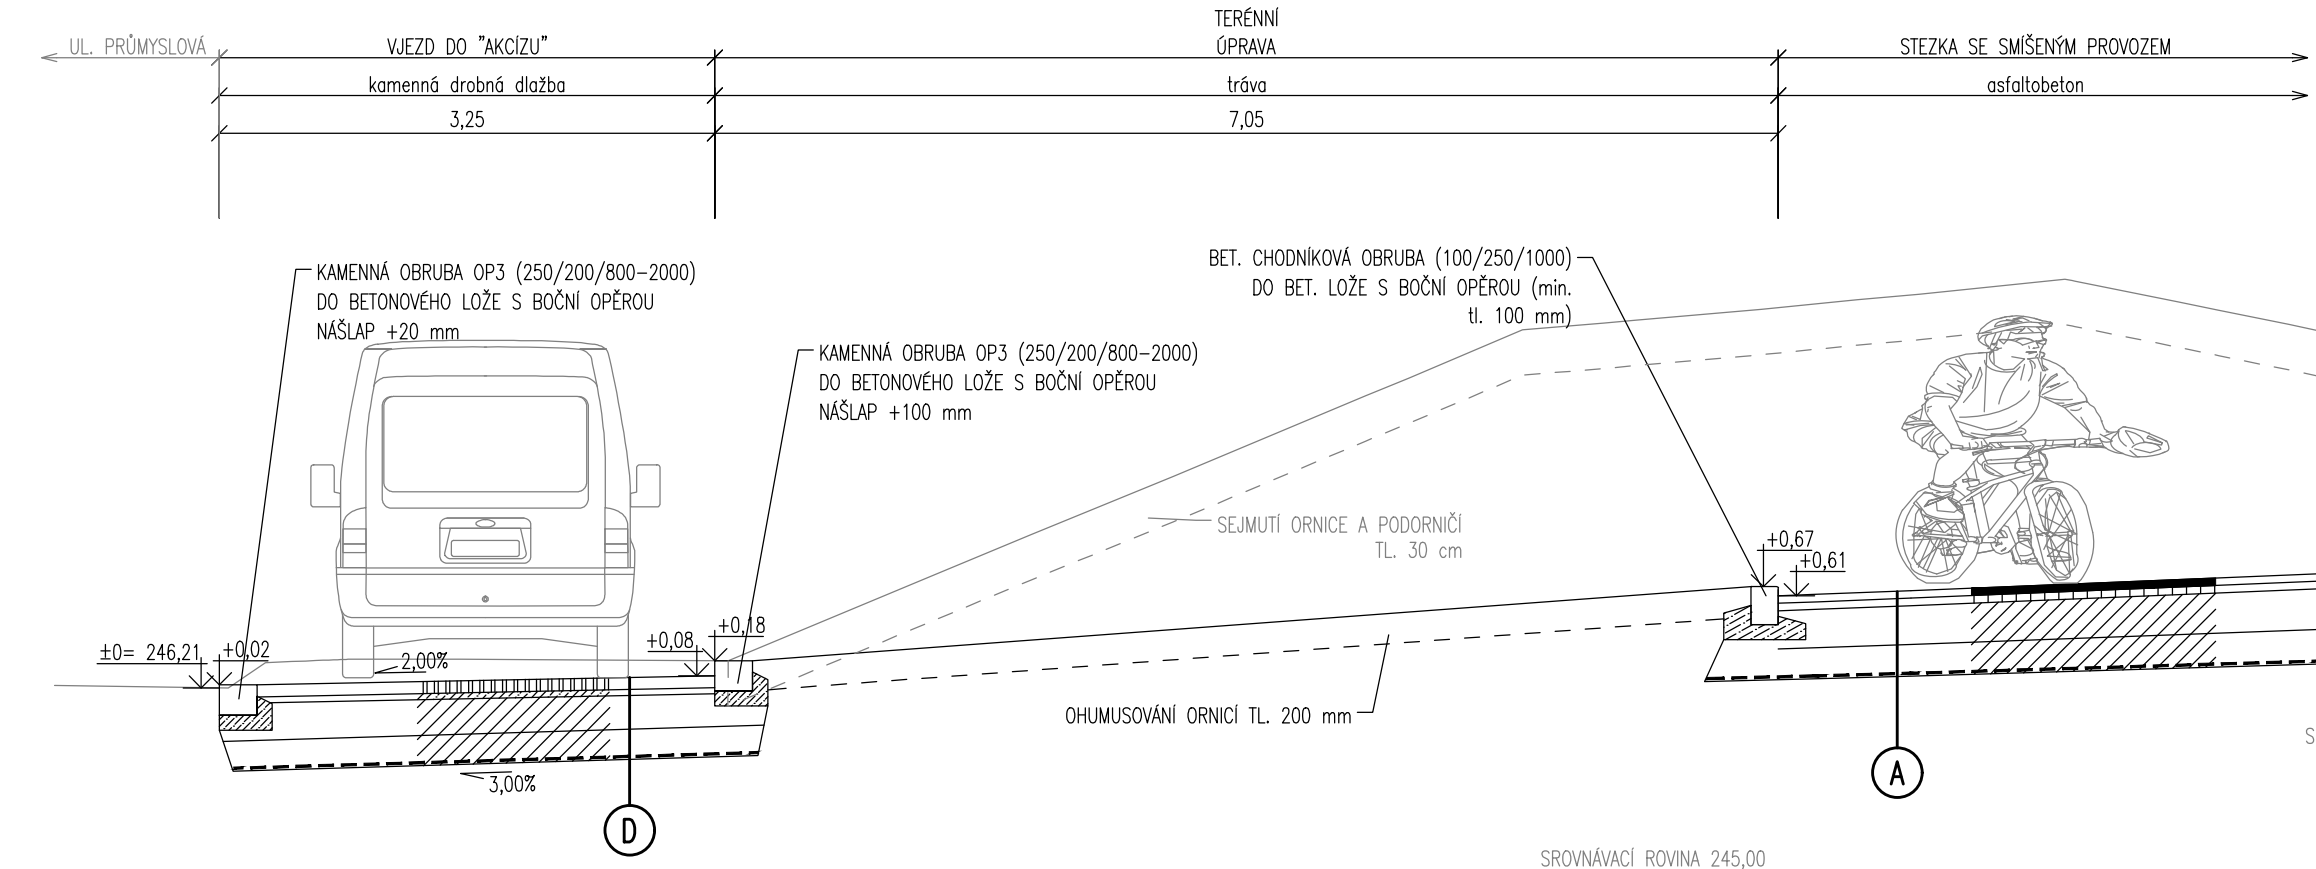 TERÉNNÍ
UL. PRŮMYSLOVÁ
VJEZD DO "AKCÍZU"
ÚPRAVA
STEZKA SE SMÍŠENÝM PROVOZEM
kamenná drobná dlažba
tráva
asfaltobeton
3,25
7,05
KAMENNÁ OBRUBA OP3 (250/200/800-2000)
DO BETONOVÉHO LOŽE S BOČNÍ OPĚROU
NÁŠLAP +20 mm
BET. CHODNÍKOVÁ OBRUBA (100/250/1000)
DO BET. LOŽE S BOČNÍ OPĚROU (min.
tl. 100 mm)
KAMENNÁ OBRUBA OP3 (250/200/800-2000)
DO BETONOVÉHO LOŽE S BOČNÍ OPĚROU
NÁŠLAP +100 mm
SEJMUTÍ ORNICE A PODORNIČÍ
TL. 30 cm
+0,67
+0,61
±0= 246,21
+0,02
2,00%
+0,08
+0,18
OHUMUSOVÁNÍ ORNICÍ TL. 200 mm
S
3,00%
D
A
SROVNÁVACÍ ROVINA 245,00